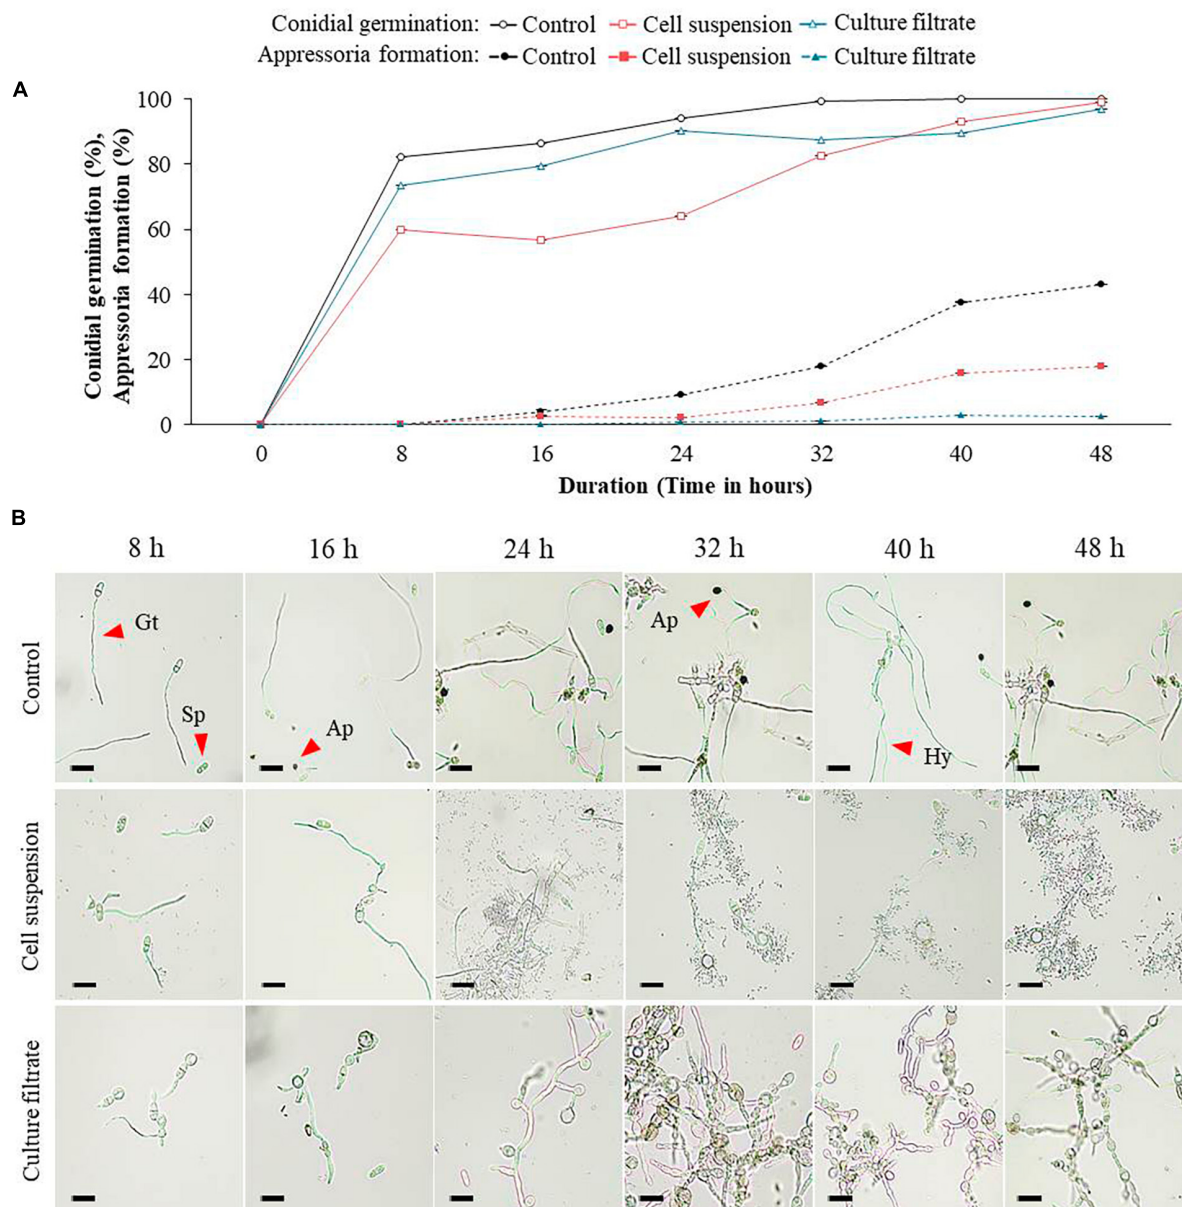 Conidial germination: Control Cell suspension Culture filtrate
Appressoria formation: Control Cell suspension Culture filtrate
A
Conidial germination (%),
Appressoria formation (%)
100
80
60
40
20
0
0 8 16 24 32 40 48
Duration (Time in hours)
B
8 h 16 h 24 h 32 h 40 h 48 h
Control
Gt
Sp
Ap
Ap
Hy
Cell suspension
Culture filtrate